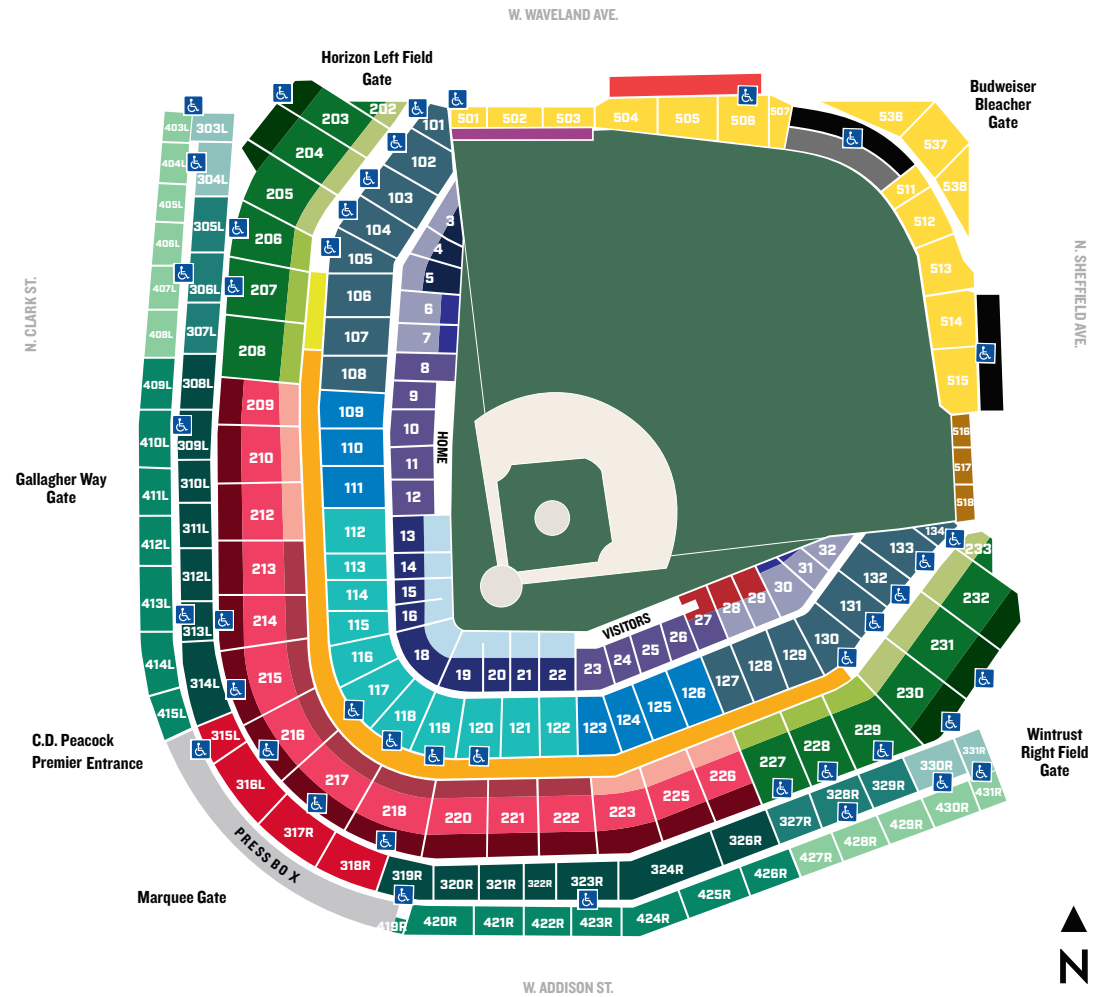 W. WAVELAND AVE.
Horizon Left Field
Gate
Budweiser
Bleacher
Gate
N. CLARK ST.
N. SHEFFIELD AVE.
Gallagher Way
Gate
C.D. Peacock
Premier Entrance
Wintrust
Right Field
Gate
Marquee Gate
PRESS BOX
HOME
VISITORS
W. ADDISON ST.
N
501
502
503
504
505
506
507
536
537
538
511
512
513
514
515
516
517
518
202
203
204
205
206
207
208
209
210
212
213
214
215
216
217
218
220
221
222
223
225
226
227
228
229
230
231
232
233
101
102
103
104
105
106
107
108
109
110
111
112
113
114
115
116
117
118
119
120
121
122
123
124
125
126
127
128
129
130
131
132
133
134
3
4
5
6
7
8
9
10
11
12
13
14
15
16
18
19
20
21
22
23
24
25
26
27
28
29
30
31
32
303L
304L
305L
306L
307L
308L
309L
310L
311L
312L
313L
314L
315L
316L
317R
318R
319R
320R
321R
322R
323R
324R
326R
327R
328R
329R
330R
331R
403L
404L
405L
406L
407L
408L
409L
410L
411L
412L
413L
414L
415L
419R
420R
421R
422R
423R
424R
425R
426R
427R
428R
429R
430R
431R